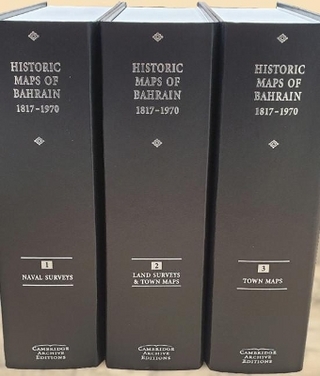 HISTORIC
MAPS OF
BAHRAIN
1817-1970
1
NAVAL SURVEYS
CAMBRIDGE
ARCHIVE
EDITIONS
HISTORIC
MAPS OF
BAHRAIN
1817-1970
2
LAND SURVEYS
& TOWN MAPS
CAMBRIDGE
ARCHIVE
EDITIONS
HISTORIC
MAPS OF
BAHRAIN
1817-1970
3
TOWN MAPS
CAMBRIDGE
ARCHIVE
EDITIONS